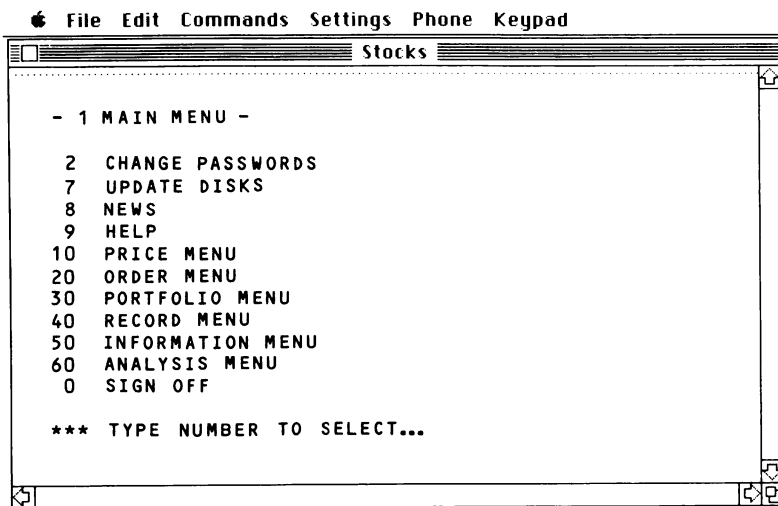 File Edit Commands Settings Phone Keypad
Stocks
- 1 MAIN MENU -
2 CHANGE PASSWORDS
7 UPDATE DISKS
8 NEWS
9 HELP
10 PRICE MENU
20 ORDER MENU
30 PORTFOLIO MENU
40 RECORD MENU
50 INFORMATION MENU
60 ANALYSIS MENU
0 SIGN OFF
*** TYPE NUMBER TO SELECT...